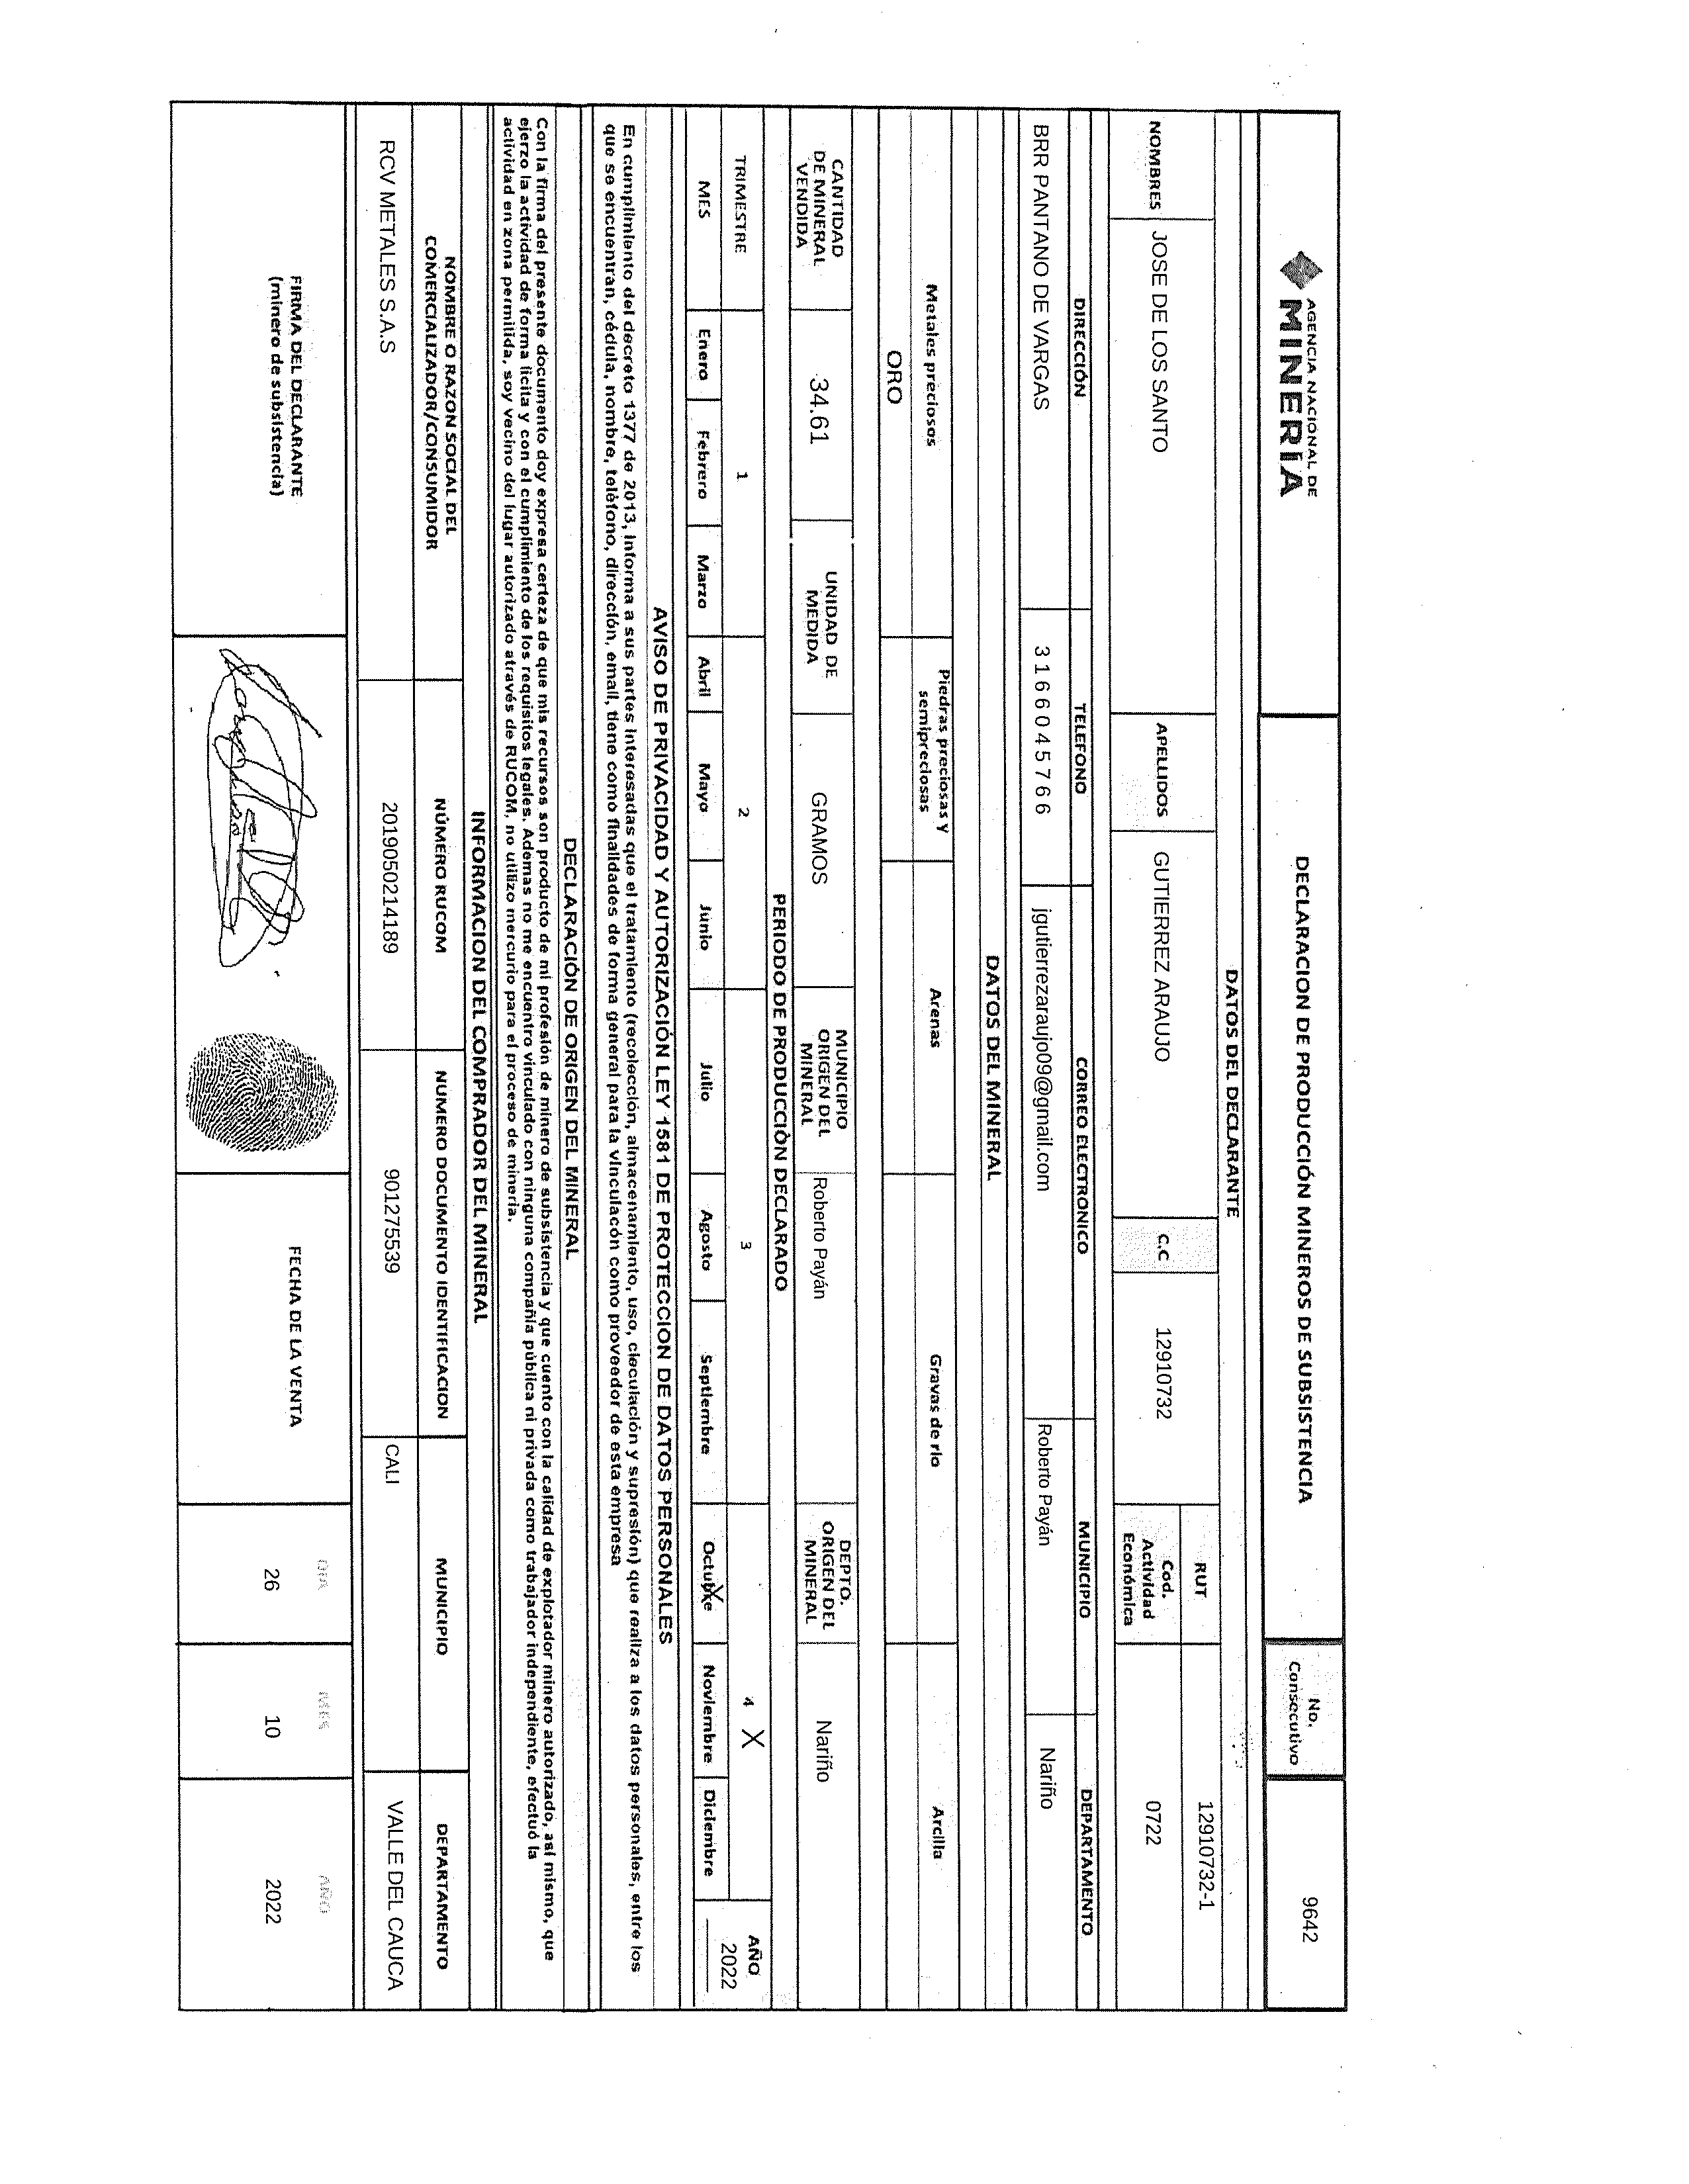 AGENCIA NACIONAL DE
MINERÍA
DECLARACION DE PRODUCCIÓN MINEROS DE SUBSISTENCIA
No.
Consecutivo
9642
DATOS DEL DECLARANTE
NOMBRES
JOSE DE LOS SANTO
APELLIDOS
GUTIERREZ ARAUJO
C.C
12910732
RUT
12910732-1
Cod.
Actividad
Económica
0722
DIRECCIÓN
TELEFONO
CORREO ELECTRONICO
MUNICIPIO
DEPARTAMENTO
BRR PANTANO DE VARGAS
3166045766
jgutierrezaraujo09@gmail.com
Roberto Payán
Nariño
DATOS DEL MINERAL
Metales preciosos
Piedras preciosas y
semipreciosas
Arenas
Gravas de rio
Arcilla
ORO
CANTIDAD
DE MINERAL
VENDIDA
34.61
UNIDAD DE
MEDIDA
GRAMOS
MUNICIPIO
ORIGEN DEL
MINERAL
Roberto Payán
DEPTO.
ORIGEN DEL
MINERAL
Nariño
PERIODO DE PRODUCCIÓN DECLARADO
TRIMESTRE
1
2
3
4 X
AÑO
2022
MES
Enero
Febrero
Marzo
Abril
Mayo
Junio
Julio
Agosto
Septiembre
Octubre X
Noviembre
Diciembre
AVISO DE PRIVACIDAD Y AUTORIZACIÓN LEY 1581 DE PROTECCION DE DATOS PERSONALES
En cumplimiento del decreto 1377 de 2013, informa a sus partes interesadas que el tratamiento (recolección, almacenamiento, uso, circulación y supresión) que realiza a los datos personales, entre los
que se encuentran, cédula, nombre, teléfono, dirección, email, tiene como finalidades de forma general para la vinculacón como proveedor de esta empresa
DECLARACIÓN DE ORIGEN DEL MINERAL
Con la firma del presente documento doy expresa certeza de que mis recursos son producto de mi profesión de minero de subsistencia y que cuento con la calidad de explotador minero autorizado, así mismo, que
ejerzo la actividad de forma licita y con el cumplimiento de los requisitos legales. Ademas no me encuentro vinculado con ninguna compañía pública ni privada como trabajador independiente, efectuó la
actividad en zona permitida, soy vecino del lugar autorizado através de RUCOM, no utilizo mercurio para el proceso de minería.
INFORMACION DEL COMPRADOR DEL MINERAL
NOMBRE O RAZON SOCIAL DEL
COMERCIALIZADOR/CONSUMIDOR
NÚMERO RUCOM
NUMERO DOCUMENTO IDENTIFICACION
MUNICIPIO
DEPARTAMENTO
RCV METALES S.A.S
2019050214189
901275539
CALI
VALLE DEL CAUCA
FIRMA DEL DECLARANTE
(minero de subsistencia)
FECHA DE LA VENTA
DIA
MES
AÑO
26
10
2022